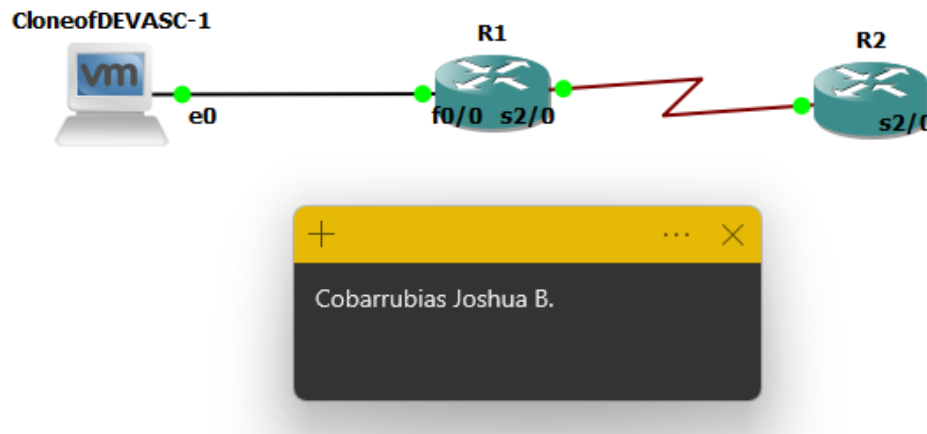 CloneofDEVASC-1
R1
R2
vm
e0
f0/0 s2/0
s2/0
Cobarrubias Joshua B.